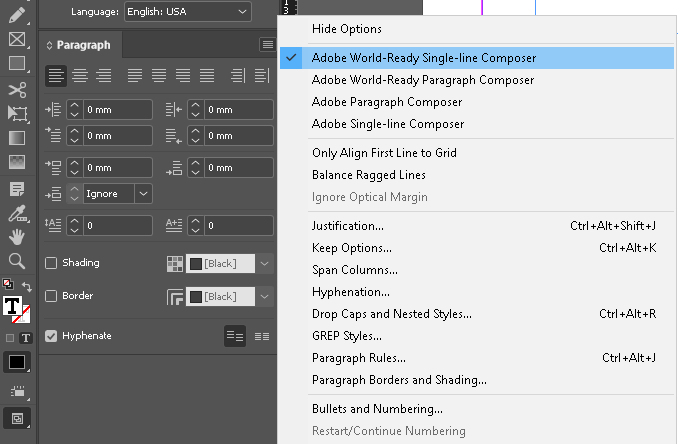 Language: English: USA
Paragraph
0 mm 0 mm
0 mm 0 mm
0 mm 0 mm
Ignore
0 0
Shading [Black]
Border [Black]
Hyphenate
T
T
1
3
Hide Options
Adobe World-Ready Single-line Composer
Adobe World-Ready Paragraph Composer
Adobe Paragraph Composer
Adobe Single-line Composer
Only Align First Line to Grid
Balance Ragged Lines
Ignore Optical Margin
Justification... Ctrl+Alt+Shift+J
Keep Options... Ctrl+Alt+K
Span Columns...
Hyphenation...
Drop Caps and Nested Styles... Ctrl+Alt+R
GREP Styles...
Paragraph Rules... Ctrl+Alt+J
Paragraph Borders and Shading...
Bullets and Numbering...
Restart/Continue Numbering